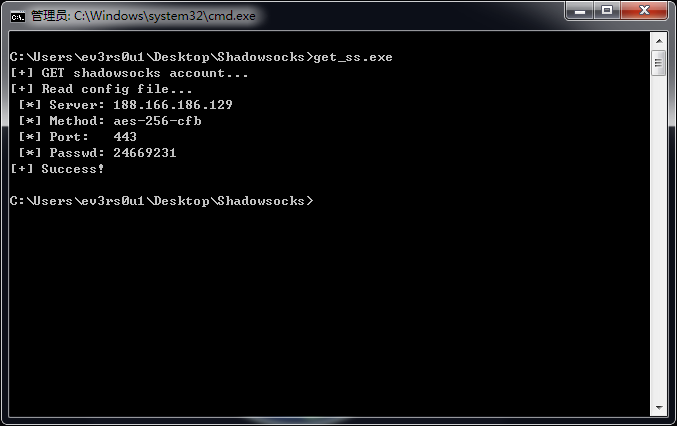 管理员: C:\Windows\system32\cmd.exe
C:\Users\ev3rs0u1\Desktop\Shadowsocks>get_ss.exe
[+] GET shadowsocks account...
[+] Read config file...
[*] Server: 188.166.186.129
[*] Method: aes-256-cfb
[*] Port:   443
[*] Passwd: 24669231
[+] Success!
C:\Users\ev3rs0u1\Desktop\Shadowsocks>